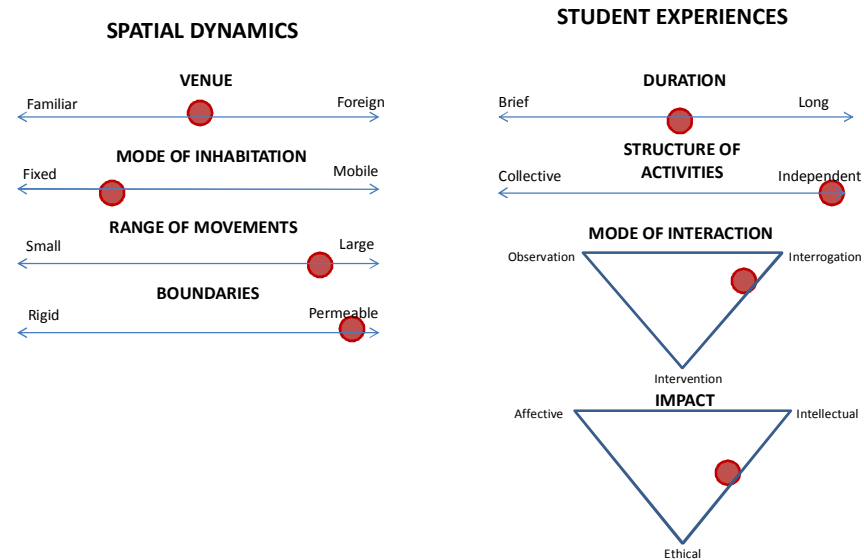 SPATIAL DYNAMICS
VENUE
Familiar Foreign
MODE OF INHABITATION
Fixed Mobile
RANGE OF MOVEMENTS
Small Large
BOUNDARIES
Rigid Permeable
STUDENT EXPERIENCES
DURATION
Brief Long
STRUCTURE OF
ACTIVITIES
Collective Independent
MODE OF INTERACTION
Observation Interrogation
Intervention
IMPACT
Affective Intellectual
Ethical